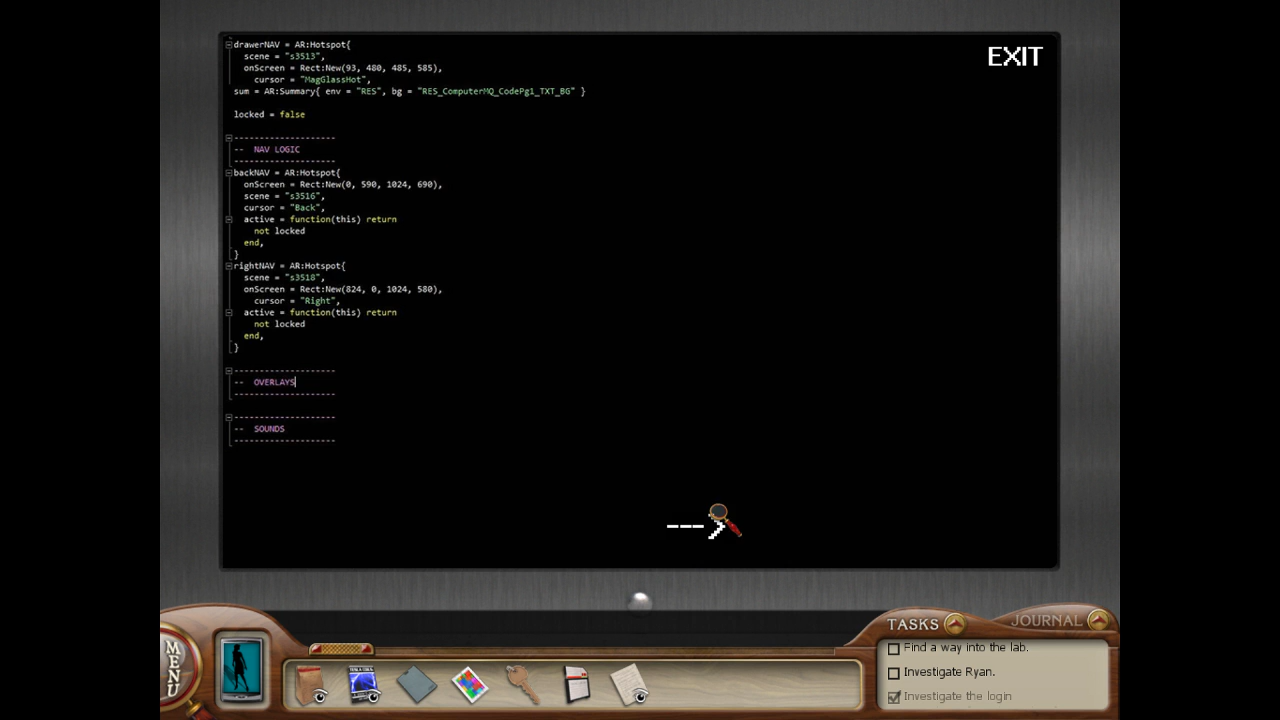 drawerNAV = AR:Hotspot{
scene = "s3513",
onScreen = Rect:New(93, 480, 485, 585),
cursor = "MagGlassHot",
sum = AR:Summary{ env = "RES", bg = "RES_ComputerMQ_CodePg1_TXT_BG" }
locked = false
--------------------
-- NAV LOGIC
--------------------
backNAV = AR:Hotspot{
onScreen = Rect:New(0, 590, 1024, 690),
scene = "s3516",
cursor = "Back",
active = function(this) return
not locked
end,
}
rightNAV = AR:Hotspot{
scene = "s3518",
onScreen = Rect:New(824, 0, 1024, 580),
cursor = "Right",
active = function(this) return
not locked
end,
}
--------------------
-- OVERLAYS
--------------------
--------------------
-- SOUNDS
--------------------
EXIT
--->
MENU
TASKS
JOURNAL
Find a way into the lab.
Investigate Ryan.
Investigate the login